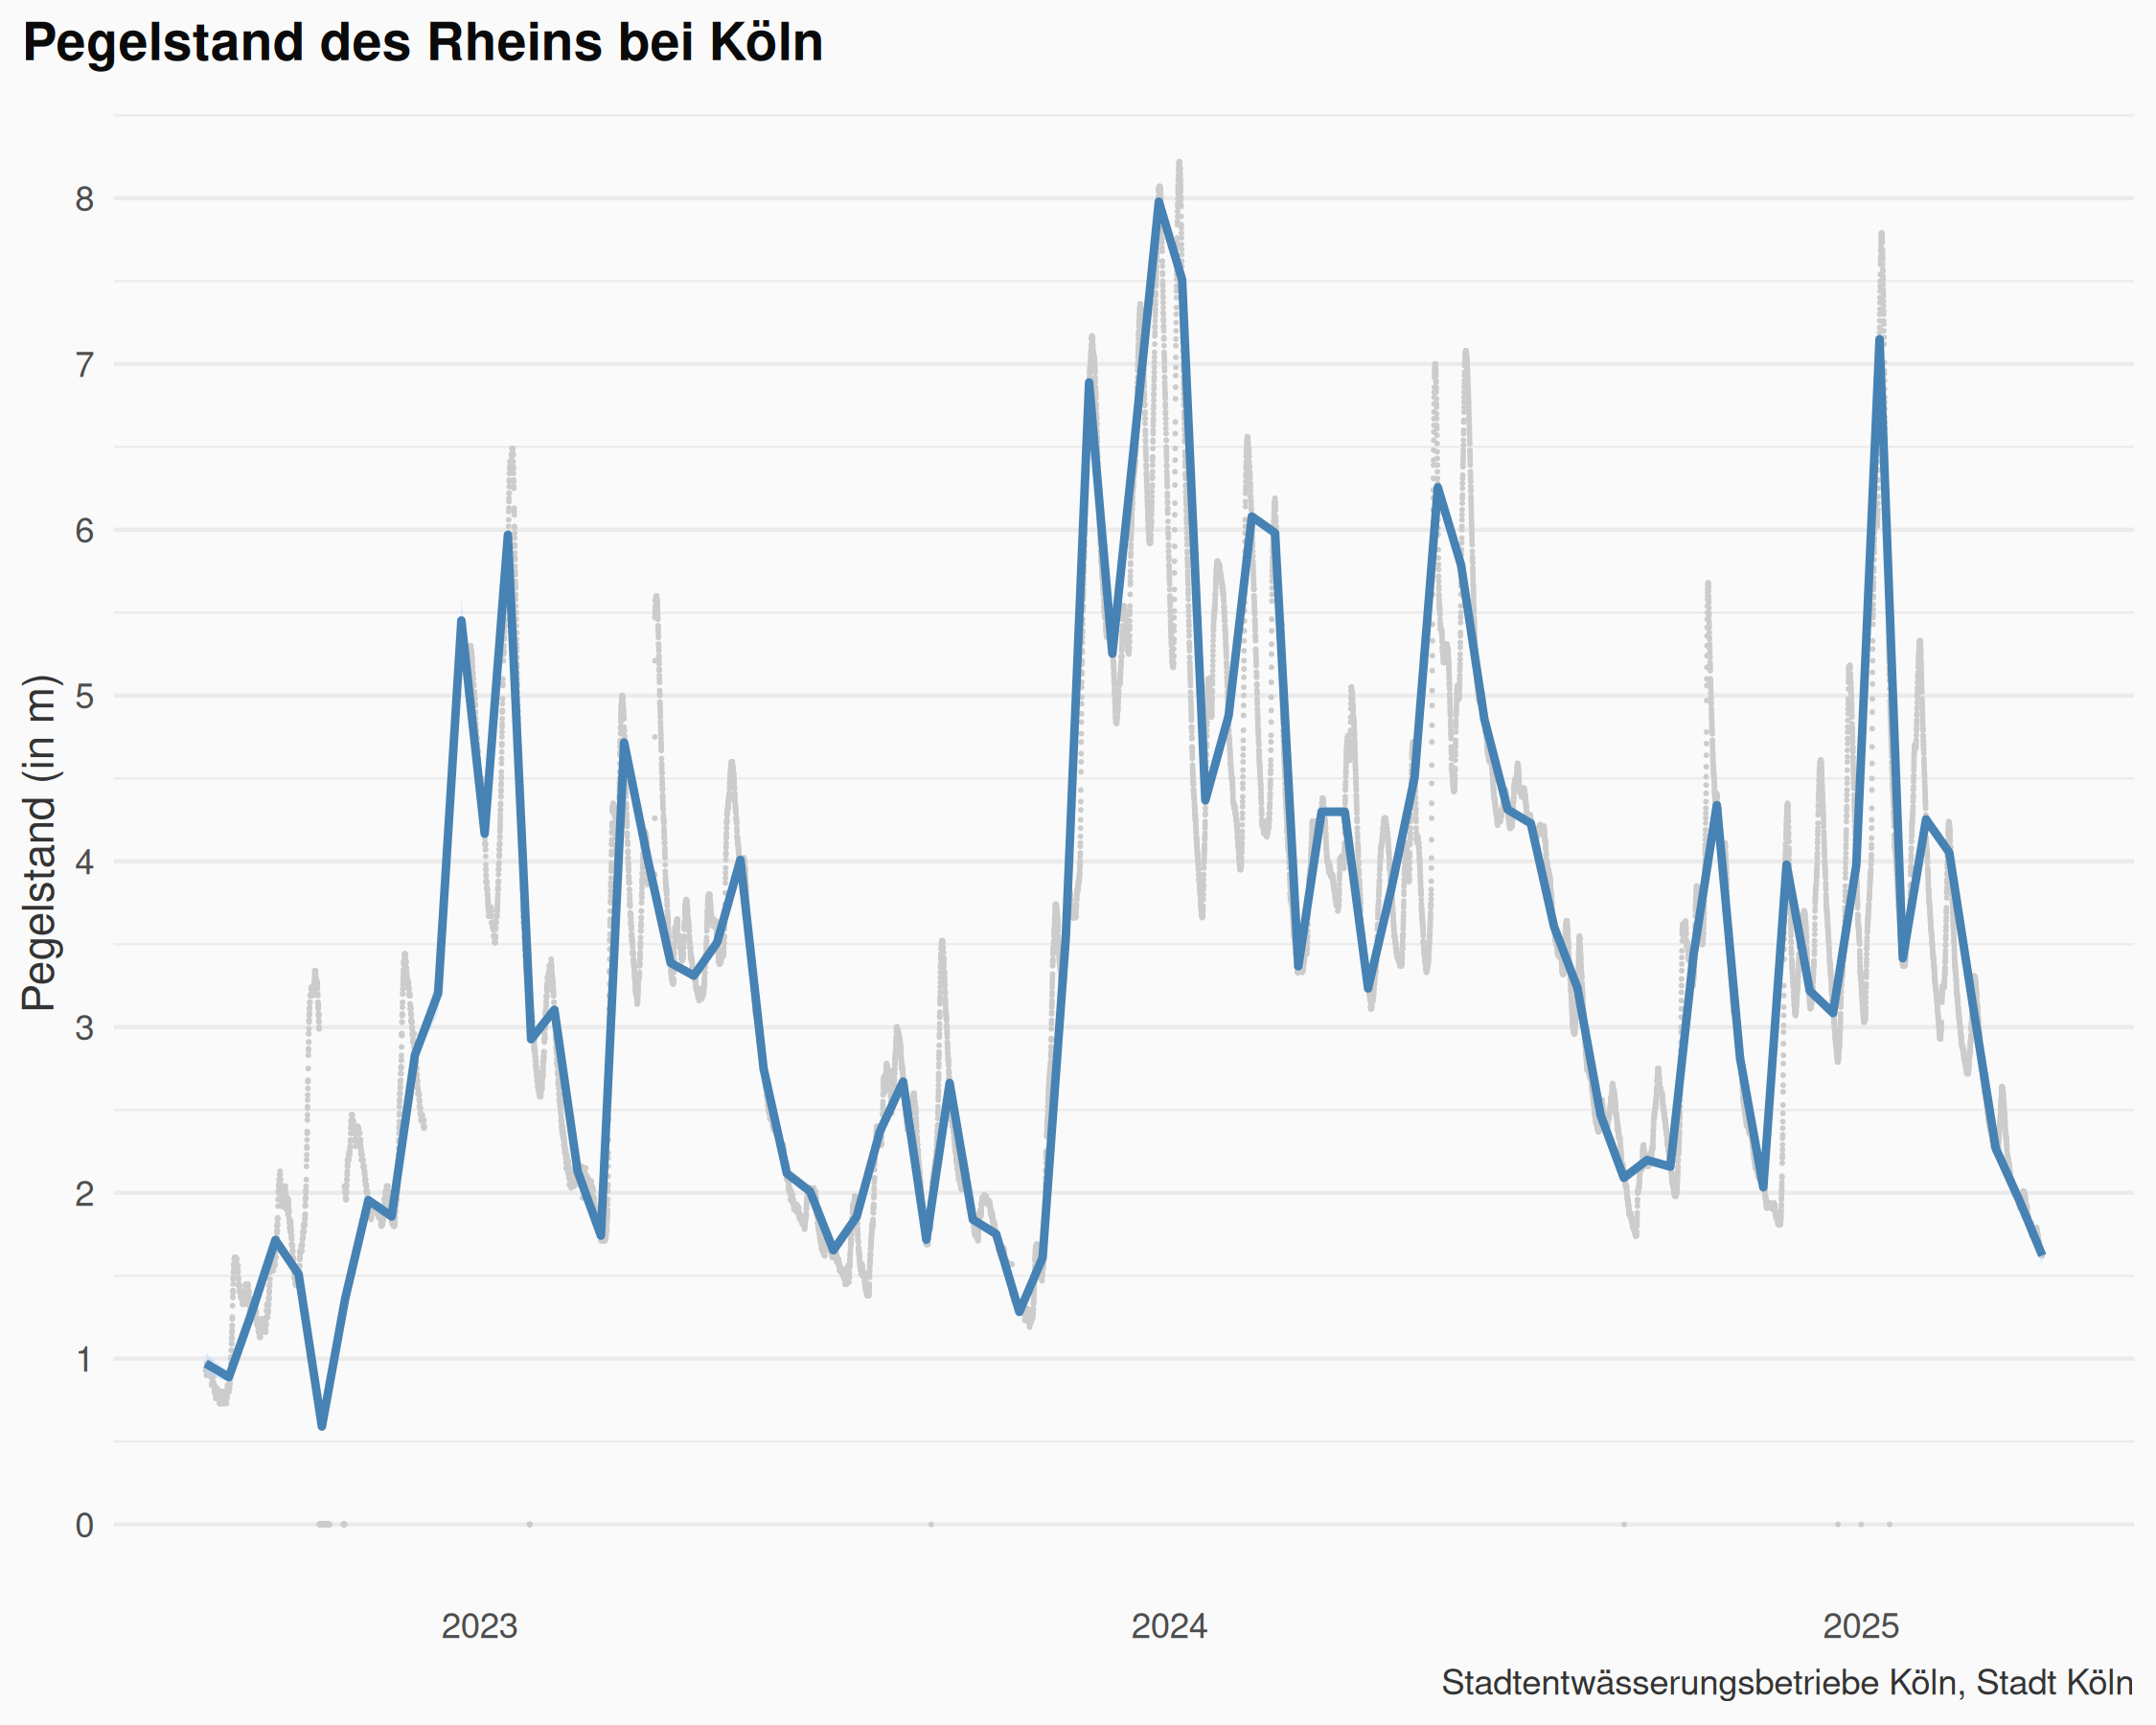 Pegelstand des Rheins bei Köln
Pegelstand (in m)
8
7
6
5
4
3
2
1
0
2023 2024 2025
Stadtentwässerungsbetriebe Köln, Stadt Köln